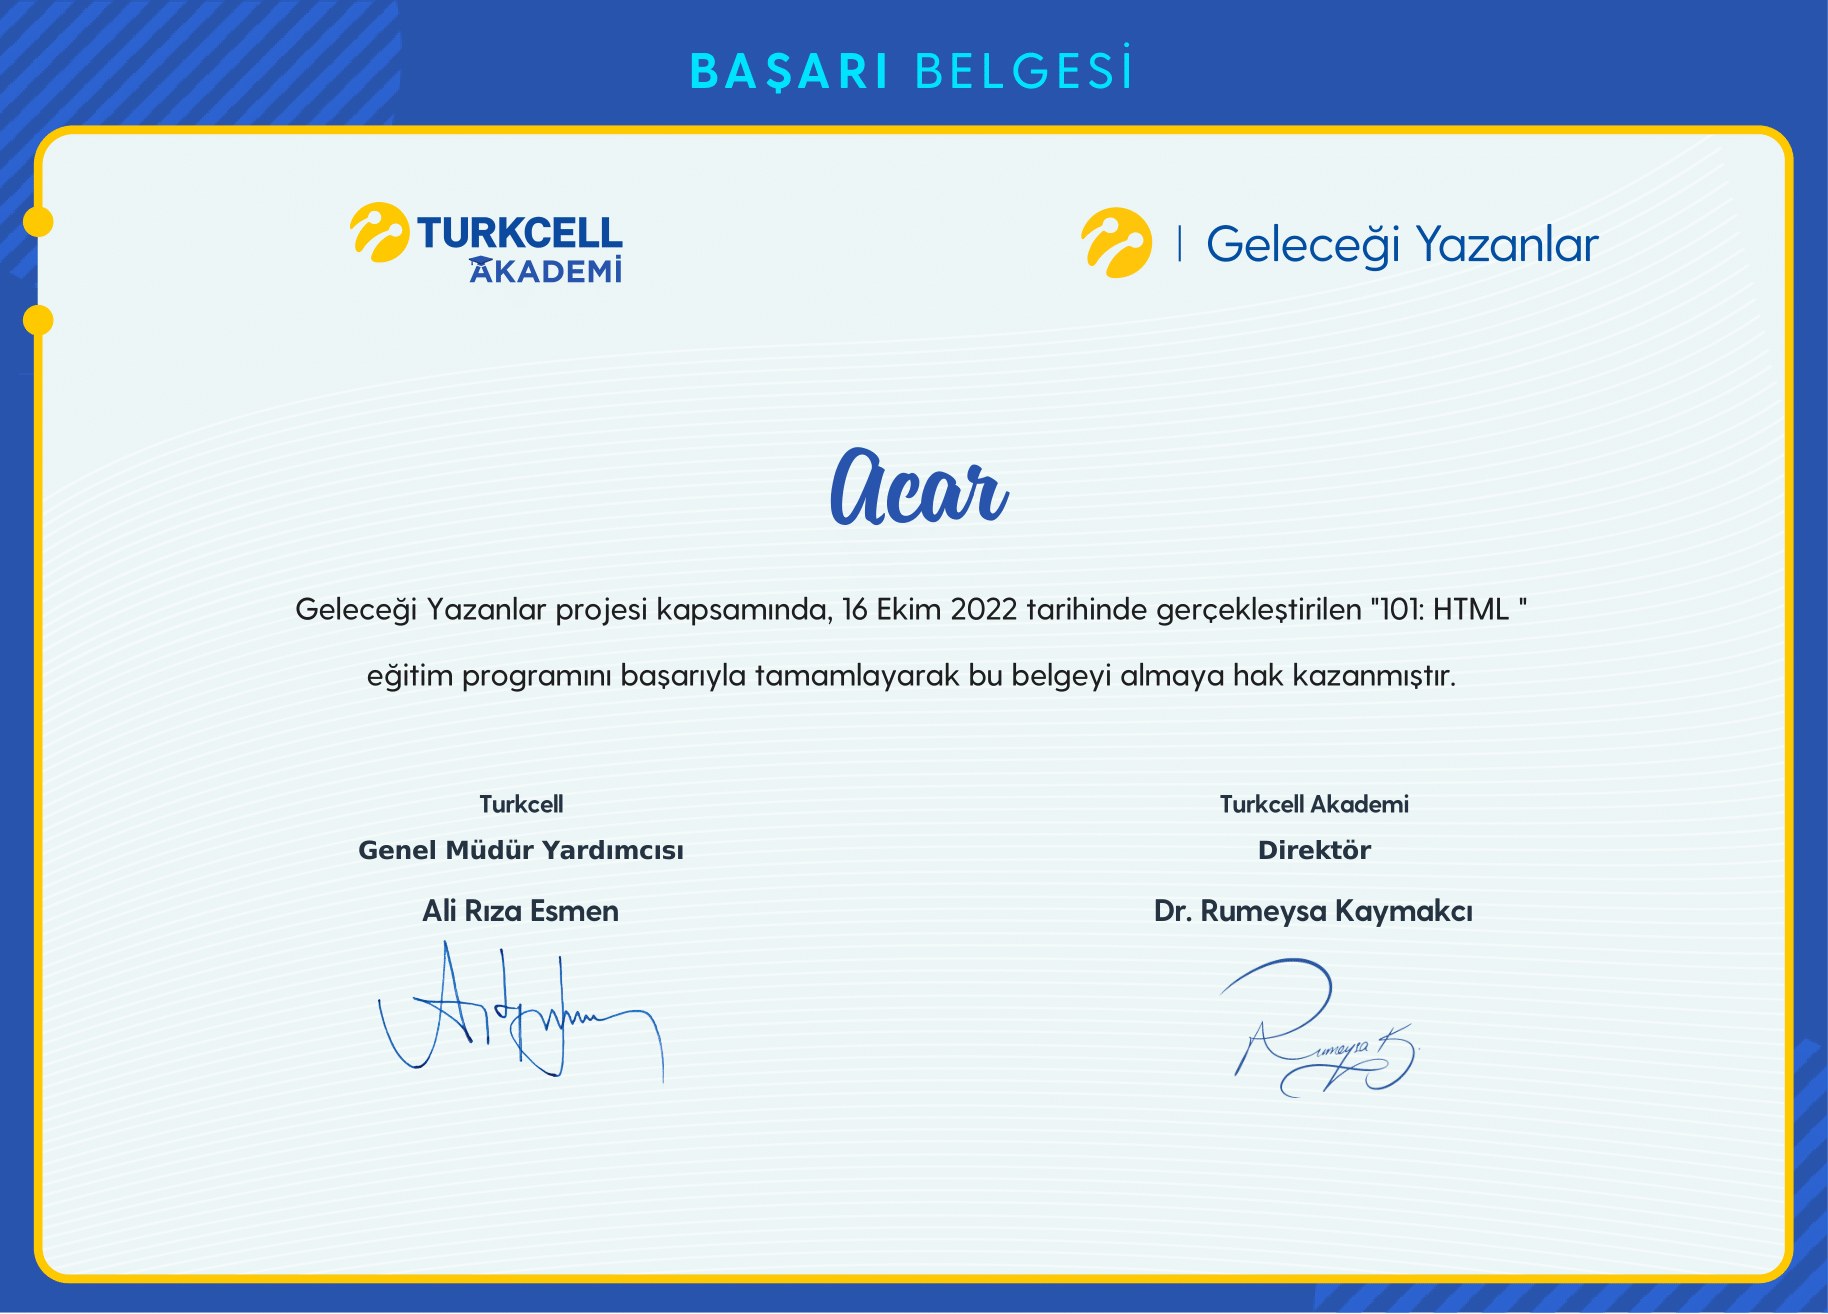 BAŞARI BELGESİ
TURKCELL
AKADEMİ
Geleceği Yazanlar
Acar
Geleceği Yazanlar projesi kapsamında, 16 Ekim 2022 tarihinde gerçekleştirilen "101: HTML "
eğitim programını başarıyla tamamlayarak bu belgeyi almaya hak kazanmıştır.
Turkcell
Genel Müdür Yardımcısı
Ali Rıza Esmen
Turkcell Akademi
Direktör
Dr. Rumeysa Kaymakcı
Rumeysa K